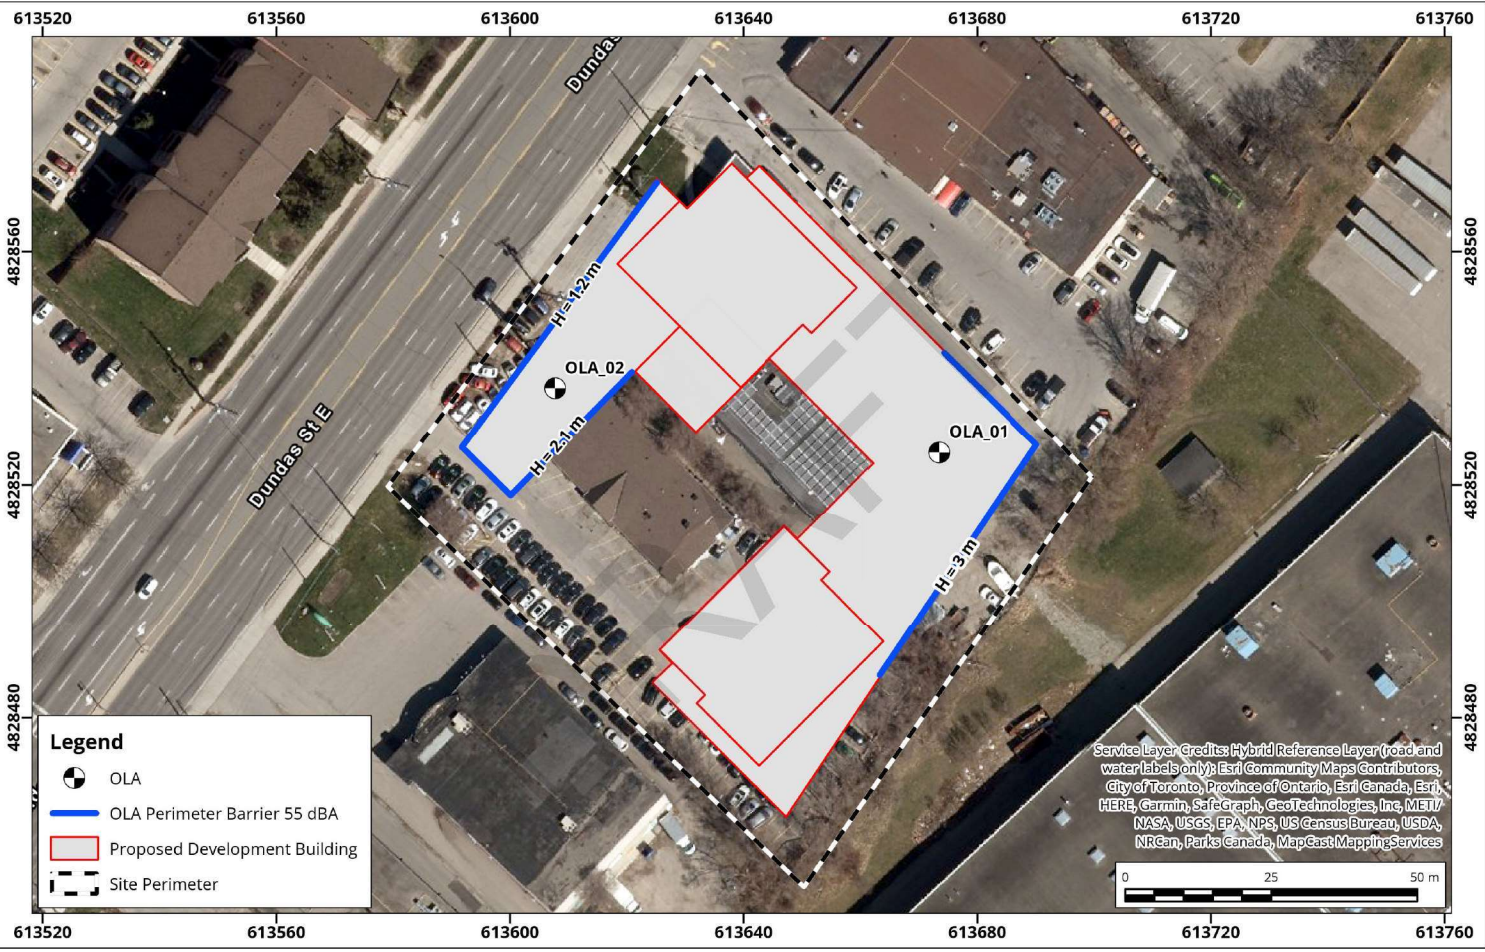 613520 613560 613600 613640 613680 613720 613760
Dundas
4828560
4828560
H = 1.2 m
OLA_02
OLA_01
Dundas St E
H = 2.1 m
4828520
4828520
H = 3 m
4828480
4828480
Legend
OLA
OLA Perimeter Barrier 55 dBA
Proposed Development Building
Site Perimeter
Service Layer Credits: Hybrid Reference Layer (road and
water labels only): Esri Community Maps Contributors,
City of Toronto, Province of Ontario, Esri Canada, Esri,
HERE, Garmin, SafeGraph, GeoTechnologies, Inc, METI/
NASA, USGS, EPA, NPS, US Census Bureau, USDA,
NRCan, Parks Canada, MapCast MappingServices
0 25 50 m
613520 613560 613600 613640 613680 613720 613760